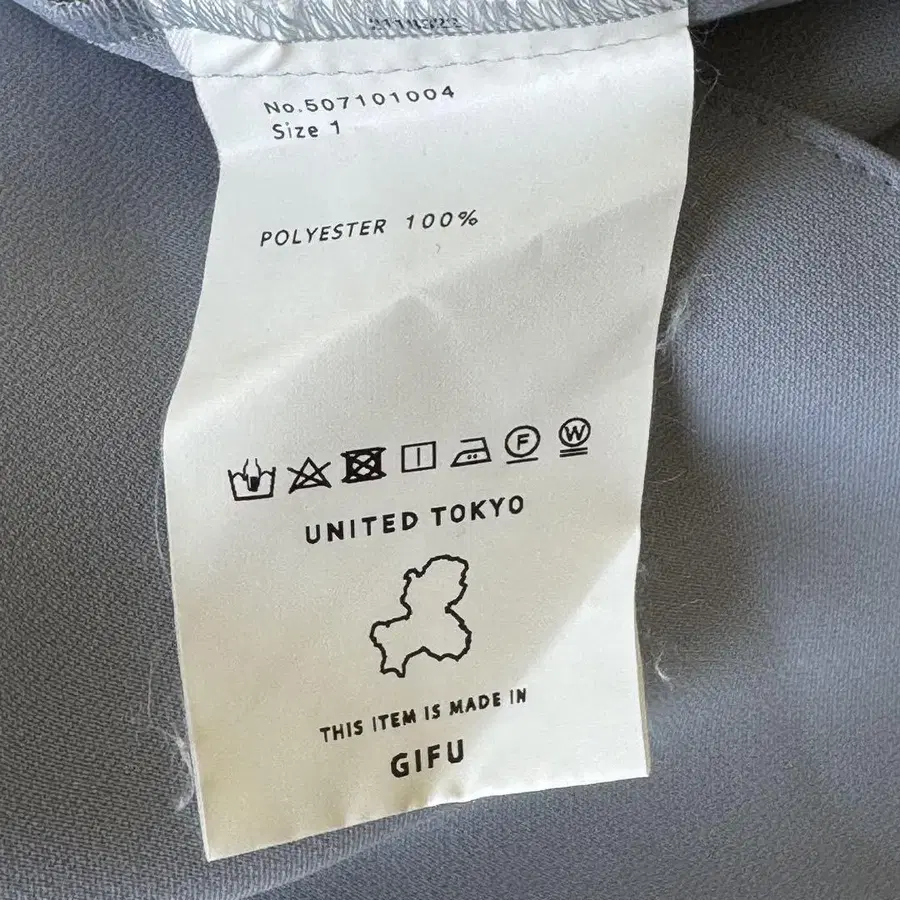 No.507101004
Size 1
POLYESTER 100%
F
W
UNITED TOKYO
THIS ITEM IS MADE IN
GIFU